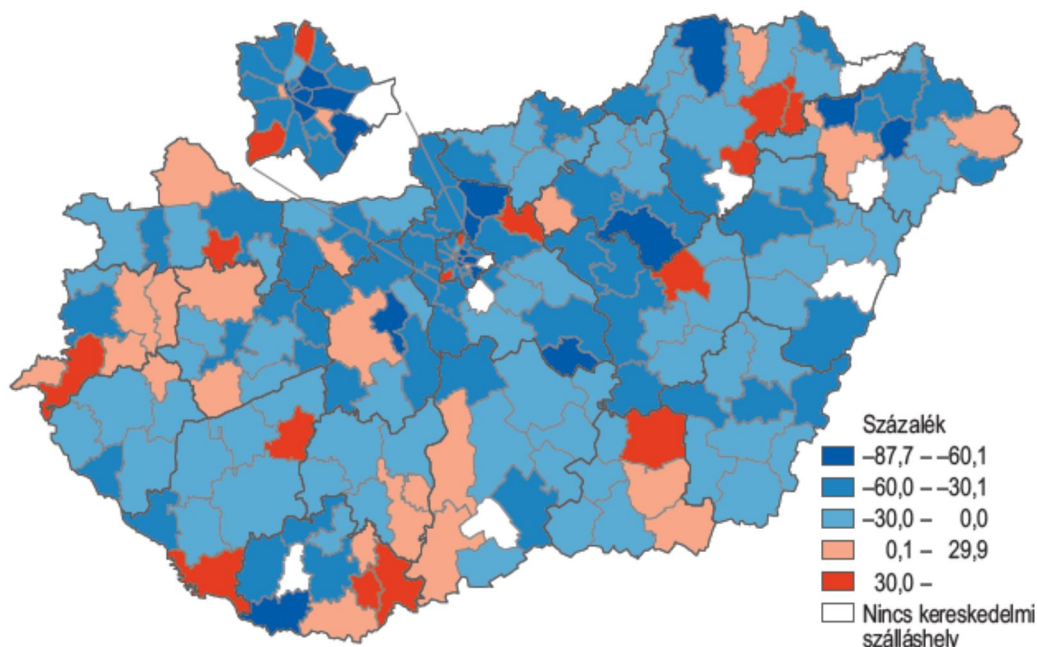 Százalék
–87,7 – –60,1
–60,0 – –30,1
–30,0 – 0,0
0,1 – 29,9
30,0 –
Nincs kereskedelmi
szálláshely